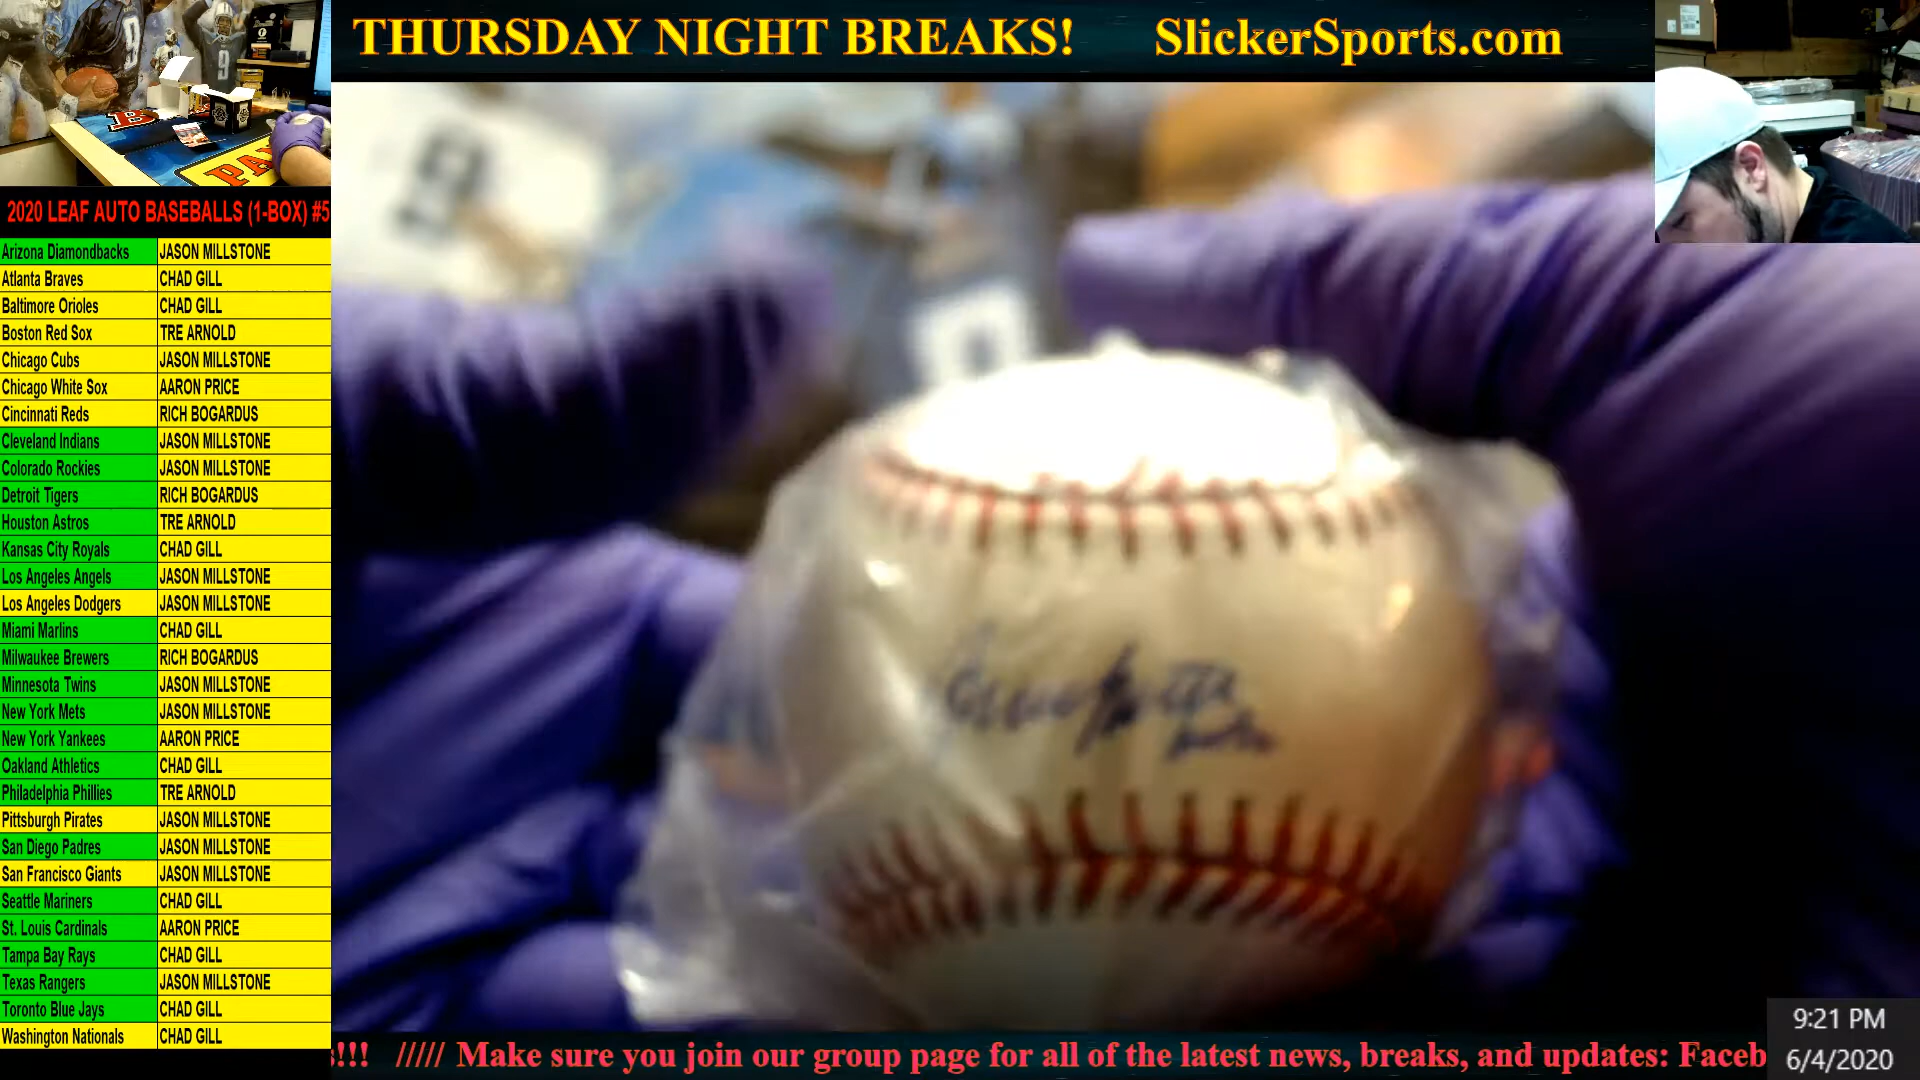 THURSDAY NIGHT BREAKS! SlickerSports.com
2020 LEAF AUTO BASEBALLS (1-BOX) #5
Arizona Diamondbacks JASON MILLSTONE
Atlanta Braves CHAD GILL
Baltimore Orioles CHAD GILL
Boston Red Sox TRE ARNOLD
Chicago Cubs JASON MILLSTONE
Chicago White Sox AARON PRICE
Cincinnati Reds RICH BOGARDUS
Cleveland Indians JASON MILLSTONE
Colorado Rockies JASON MILLSTONE
Detroit Tigers RICH BOGARDUS
Houston Astros TRE ARNOLD
Kansas City Royals CHAD GILL
Los Angeles Angels JASON MILLSTONE
Los Angeles Dodgers JASON MILLSTONE
Miami Marlins CHAD GILL
Milwaukee Brewers RICH BOGARDUS
Minnesota Twins JASON MILLSTONE
New York Mets JASON MILLSTONE
New York Yankees AARON PRICE
Oakland Athletics CHAD GILL
Philadelphia Phillies TRE ARNOLD
Pittsburgh Pirates JASON MILLSTONE
San Diego Padres JASON MILLSTONE
San Francisco Giants JASON MILLSTONE
Seattle Mariners CHAD GILL
St. Louis Cardinals AARON PRICE
Tampa Bay Rays CHAD GILL
Texas Rangers JASON MILLSTONE
Toronto Blue Jays CHAD GILL
Washington Nationals CHAD GILL
!!! ///// Make sure you join our group page for all of the latest news, breaks, and updates: Faceb
9:21 PM
6/4/2020